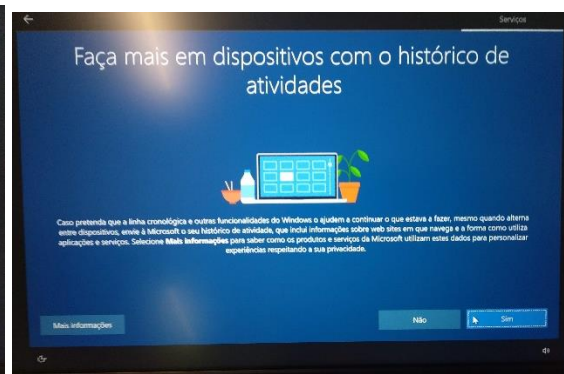 Serviços
Faça mais em dispositivos com o histórico de
atividades
Caso pretenda que a linha cronológica e outras funcionalidades do Windows o ajudem a continuar o que estava a fazer, mesmo quando alterna
entre dispositivos, envie à Microsoft o seu histórico de atividade, que inclui informações sobre web sites em que navega e a forma como utiliza
aplicações e serviços. Selecione Mais informações para saber como os produtos e serviços da Microsoft utilizam estes dados para personalizar
experiências respeitando a sua privacidade.
Mais informações
Não
Sim